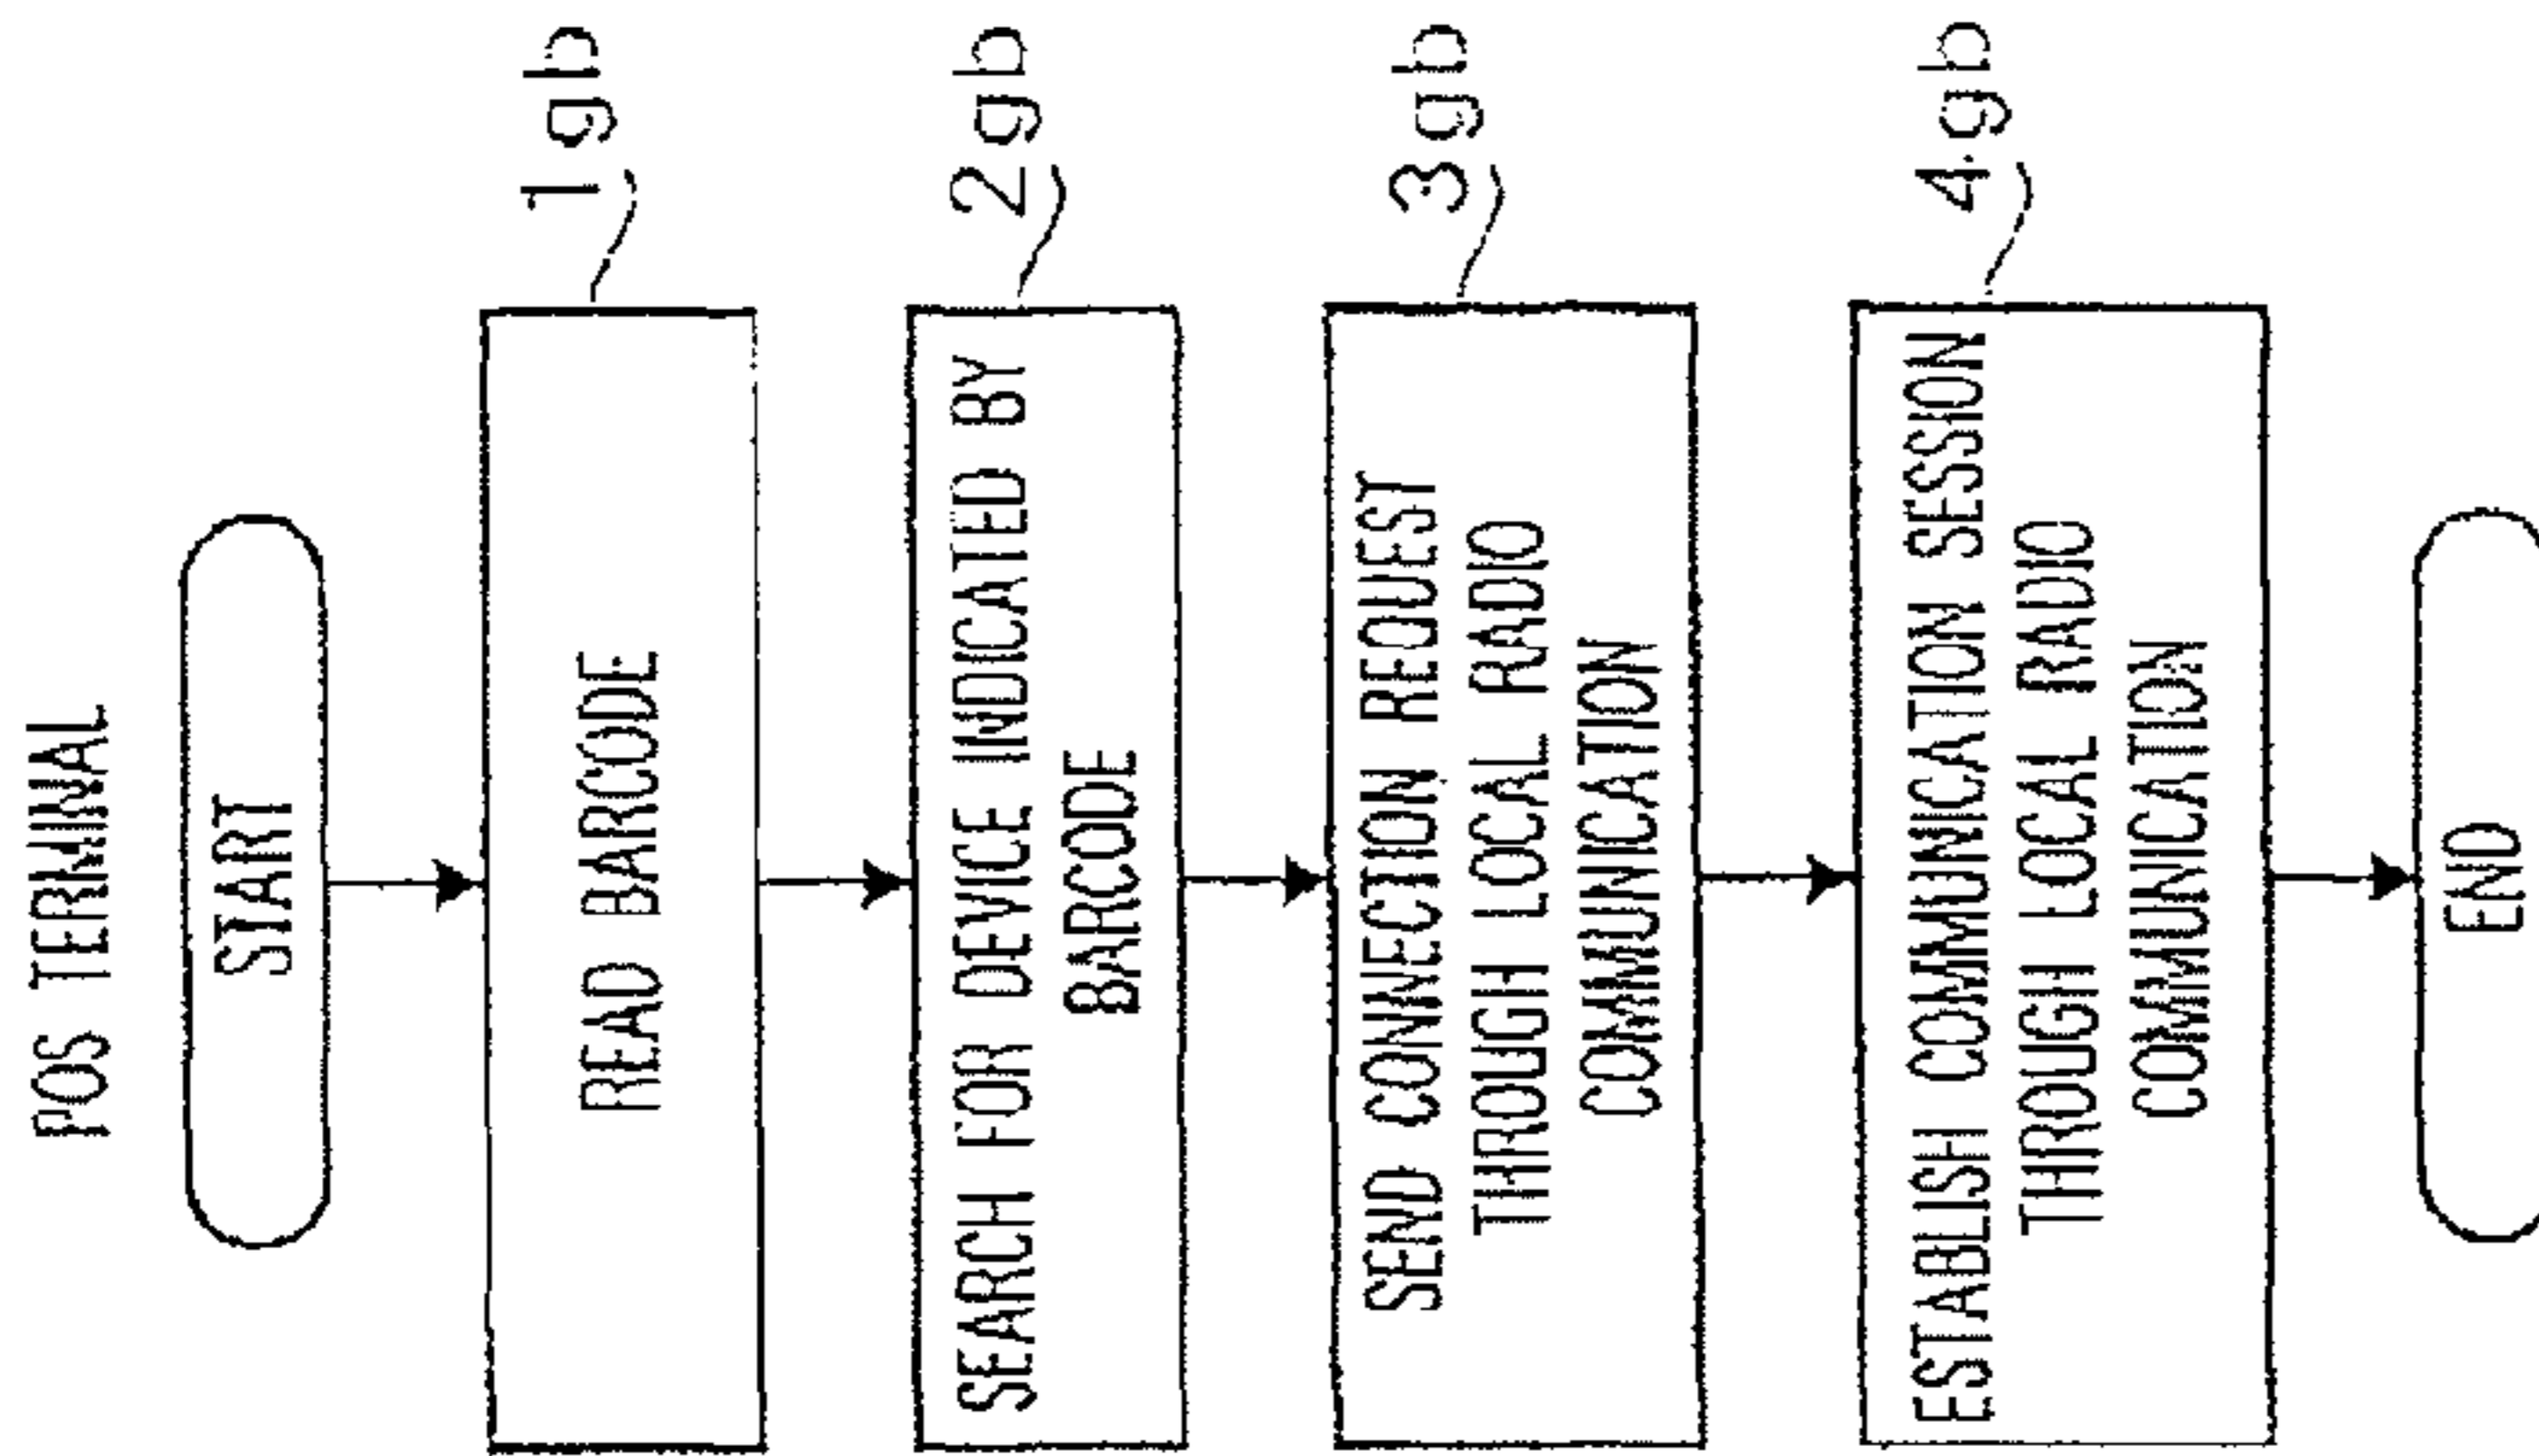 POS TERMINAL
START
READ BARCODE
1gb
SEARCH FOR DEVICE INDICATED BY
BARCODE
2gb
SEND CONNECTION REQUEST
THROUGH LOCAL RADIO
COMMUNICATION
3gb
ESTABLISH COMMUNICATION SESSION
THROUGH LOCAL RADIO
COMMUNICATION
4gb
END